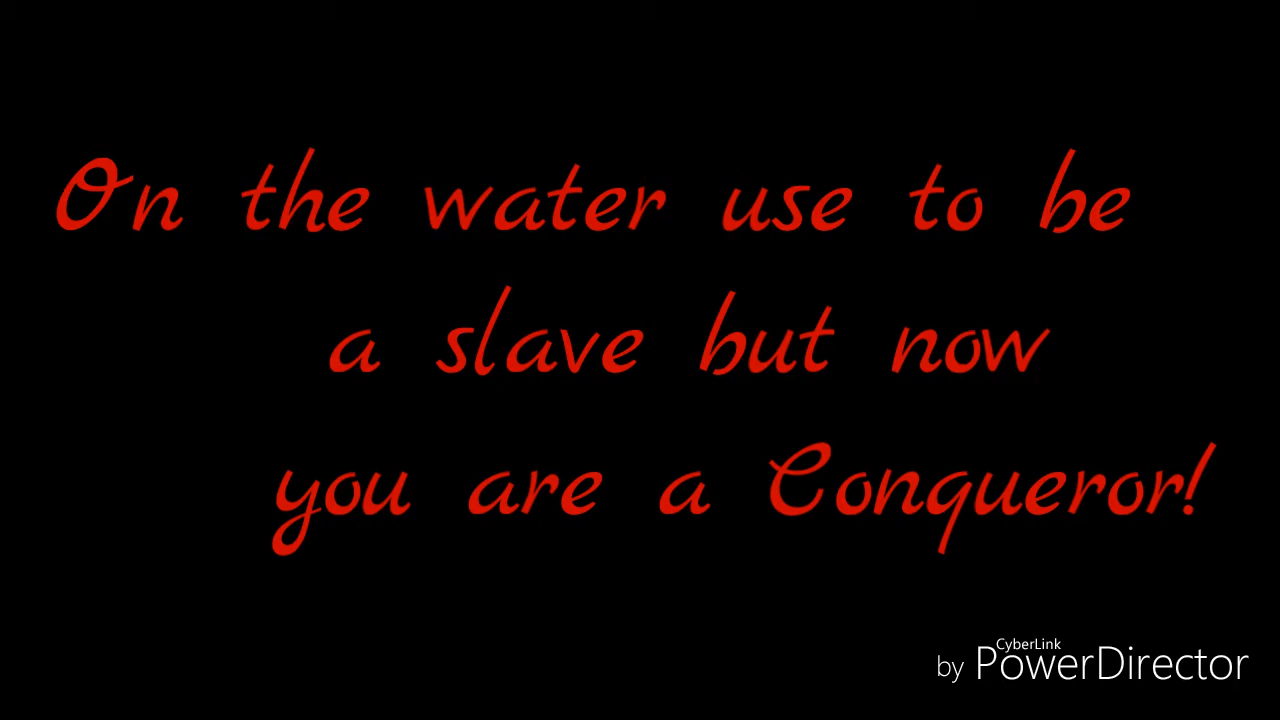 On the water use to be
a slave but now
you are a Conqueror!
CyberLink
by PowerDirector